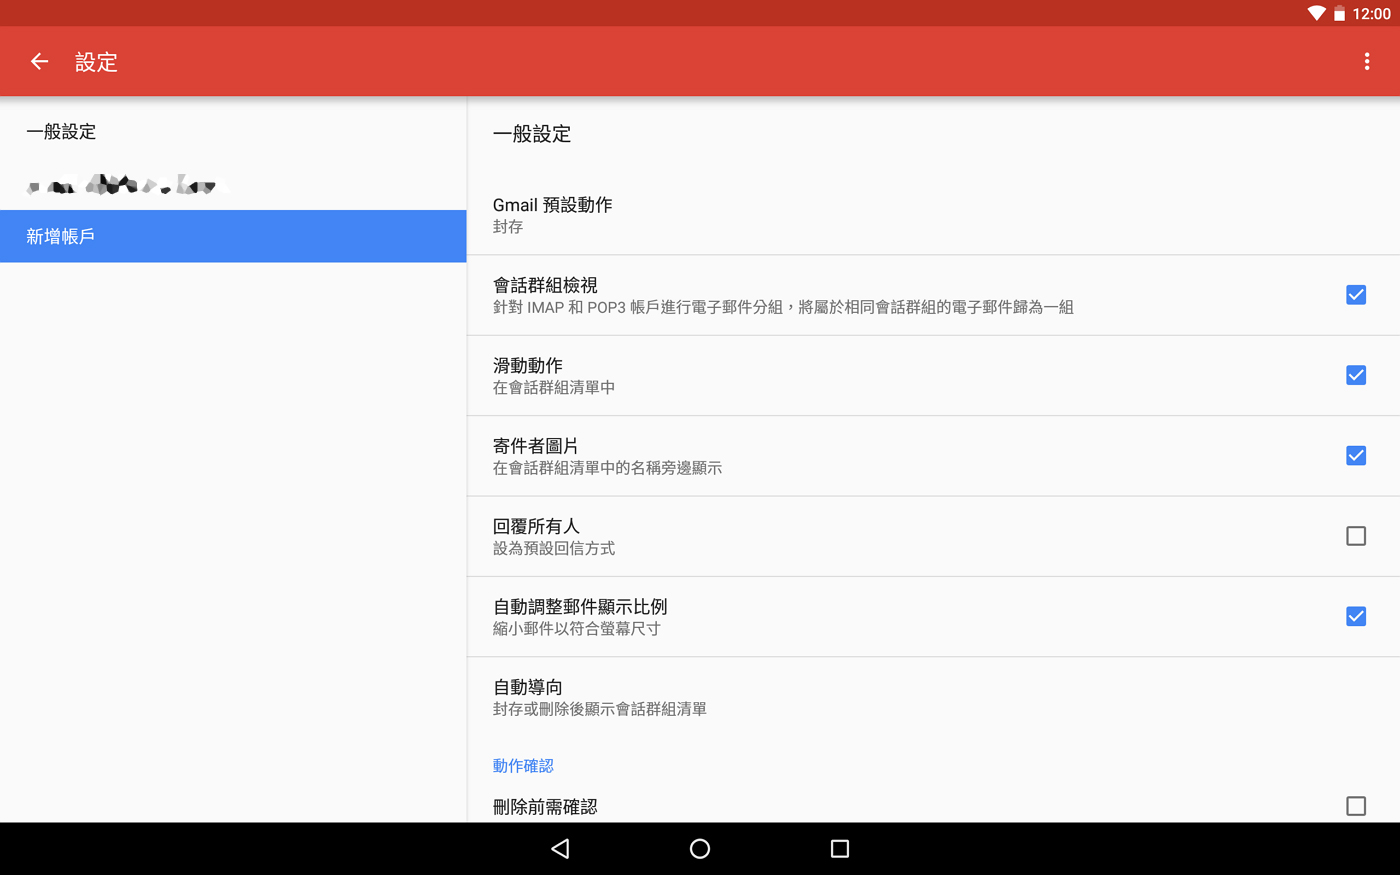 12:00
設定
一般設定
新增帳戶
一般設定
Gmail 預設動作
封存
會話群組檢視
針對 IMAP 和 POP3 帳戶進行電子郵件分組，將屬於相同會話群組的電子郵件歸為一組
滑動動作
在會話群組清單中
寄件者圖片
在會話群組清單中的名稱旁邊顯示
回覆所有人
設為預設回信方式
自動調整郵件顯示比例
縮小郵件以符合螢幕尺寸
自動導向
封存或刪除後顯示會話群組清單
動作確認
刪除前需確認